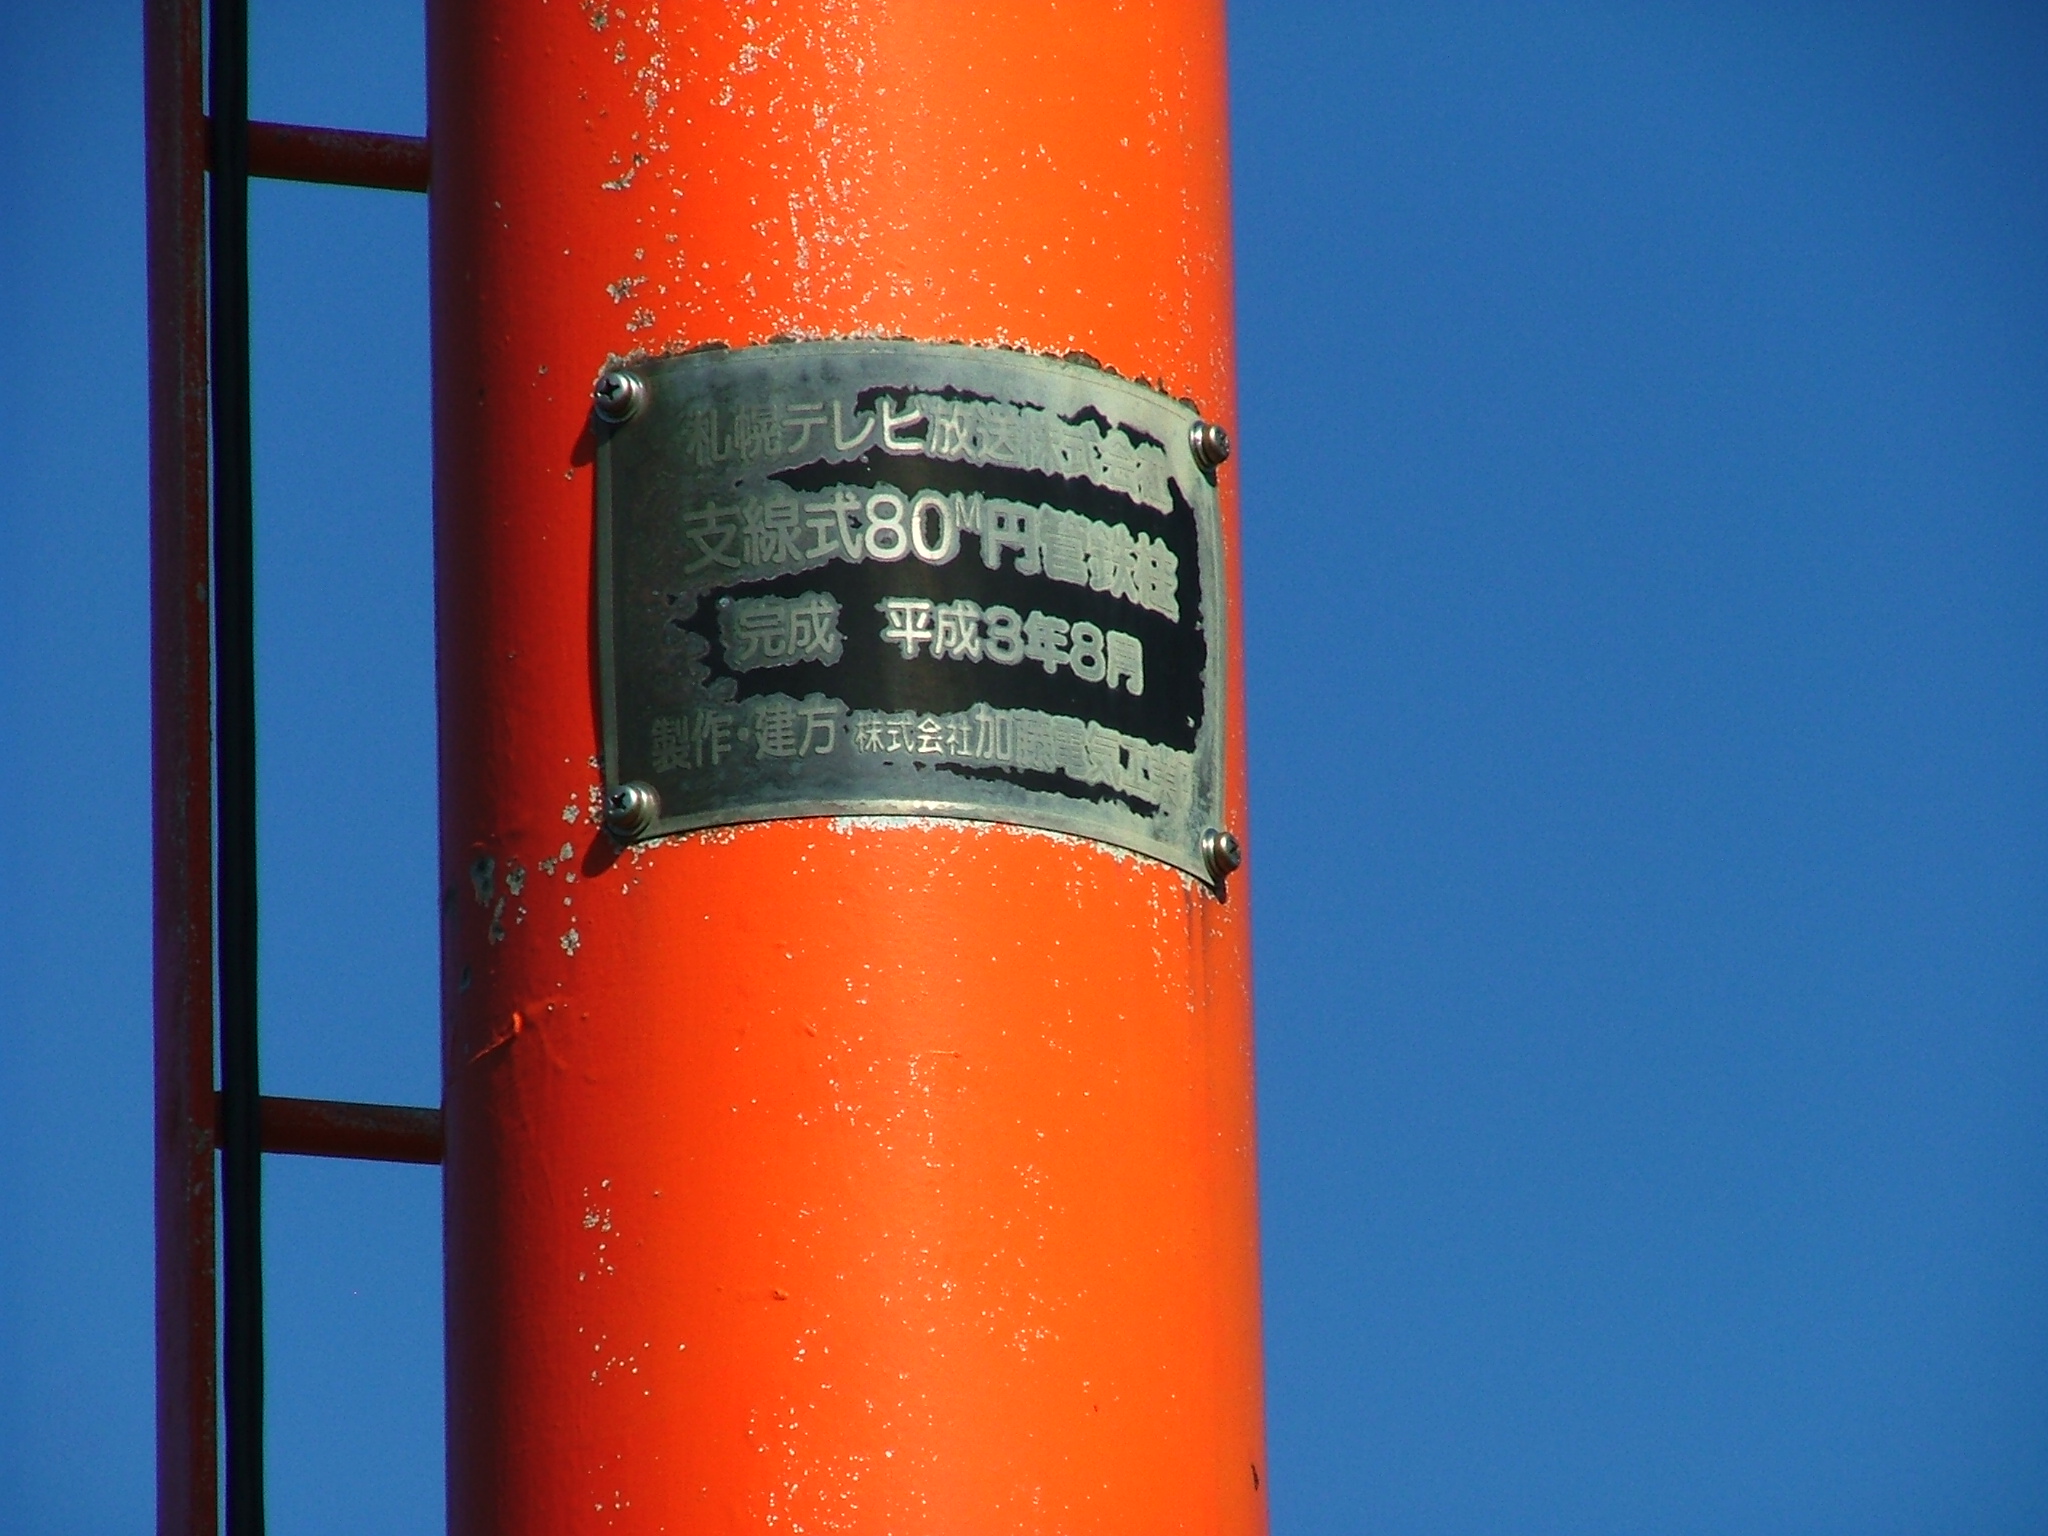 札幌テレビ放送株式会社
支線式80M円管鉄柱
完成 平成3年8月
製作・建方 株式会社加藤電気工業所